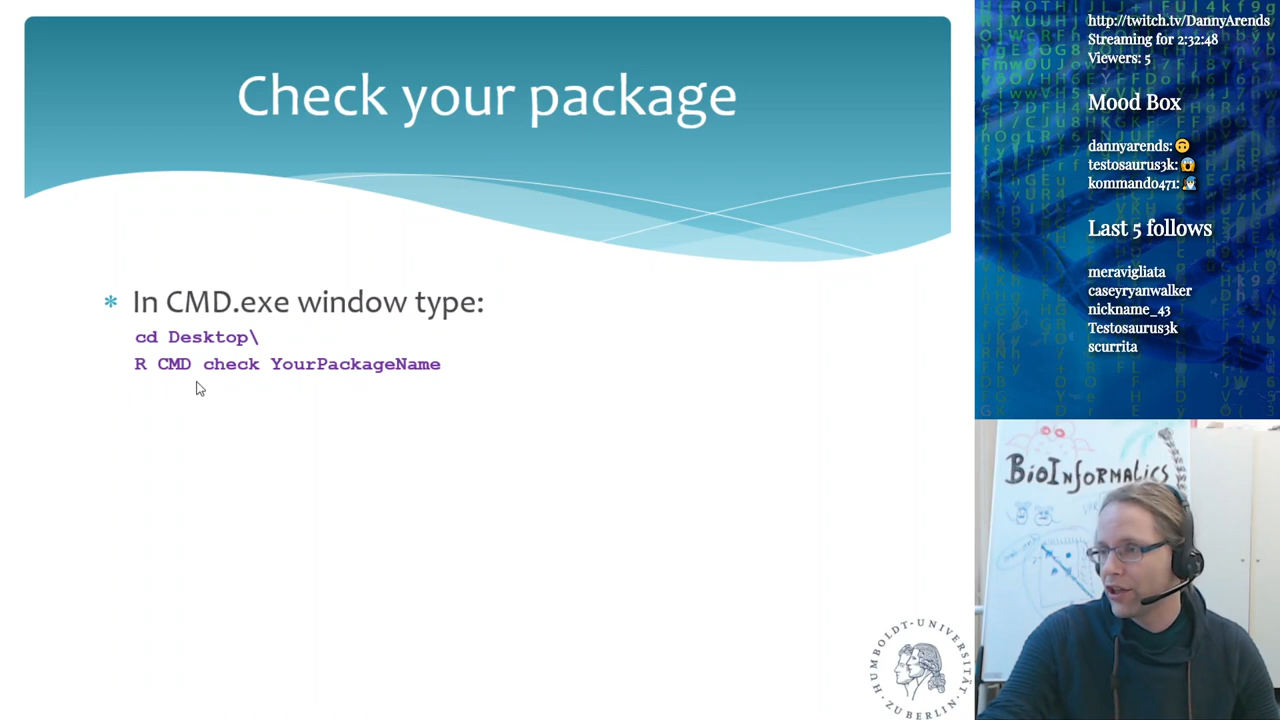 Check your package
* In CMD.exe window type:
cd Desktop\
R CMD check YourPackageName
HUMBOLDT-UNIVERSITÄT
ZU BERLIN
http://twitch.tv/DannyArends
Streaming for 2:32:48
Viewers: 5
Mood Box
dannyarends: 🙃
testosaurus3k: 😱
kommando471:
Last 5 follows
meravigliata
caseyryanwalker
nickname_43
Testosaurus3k
scurrita
BioInformatics